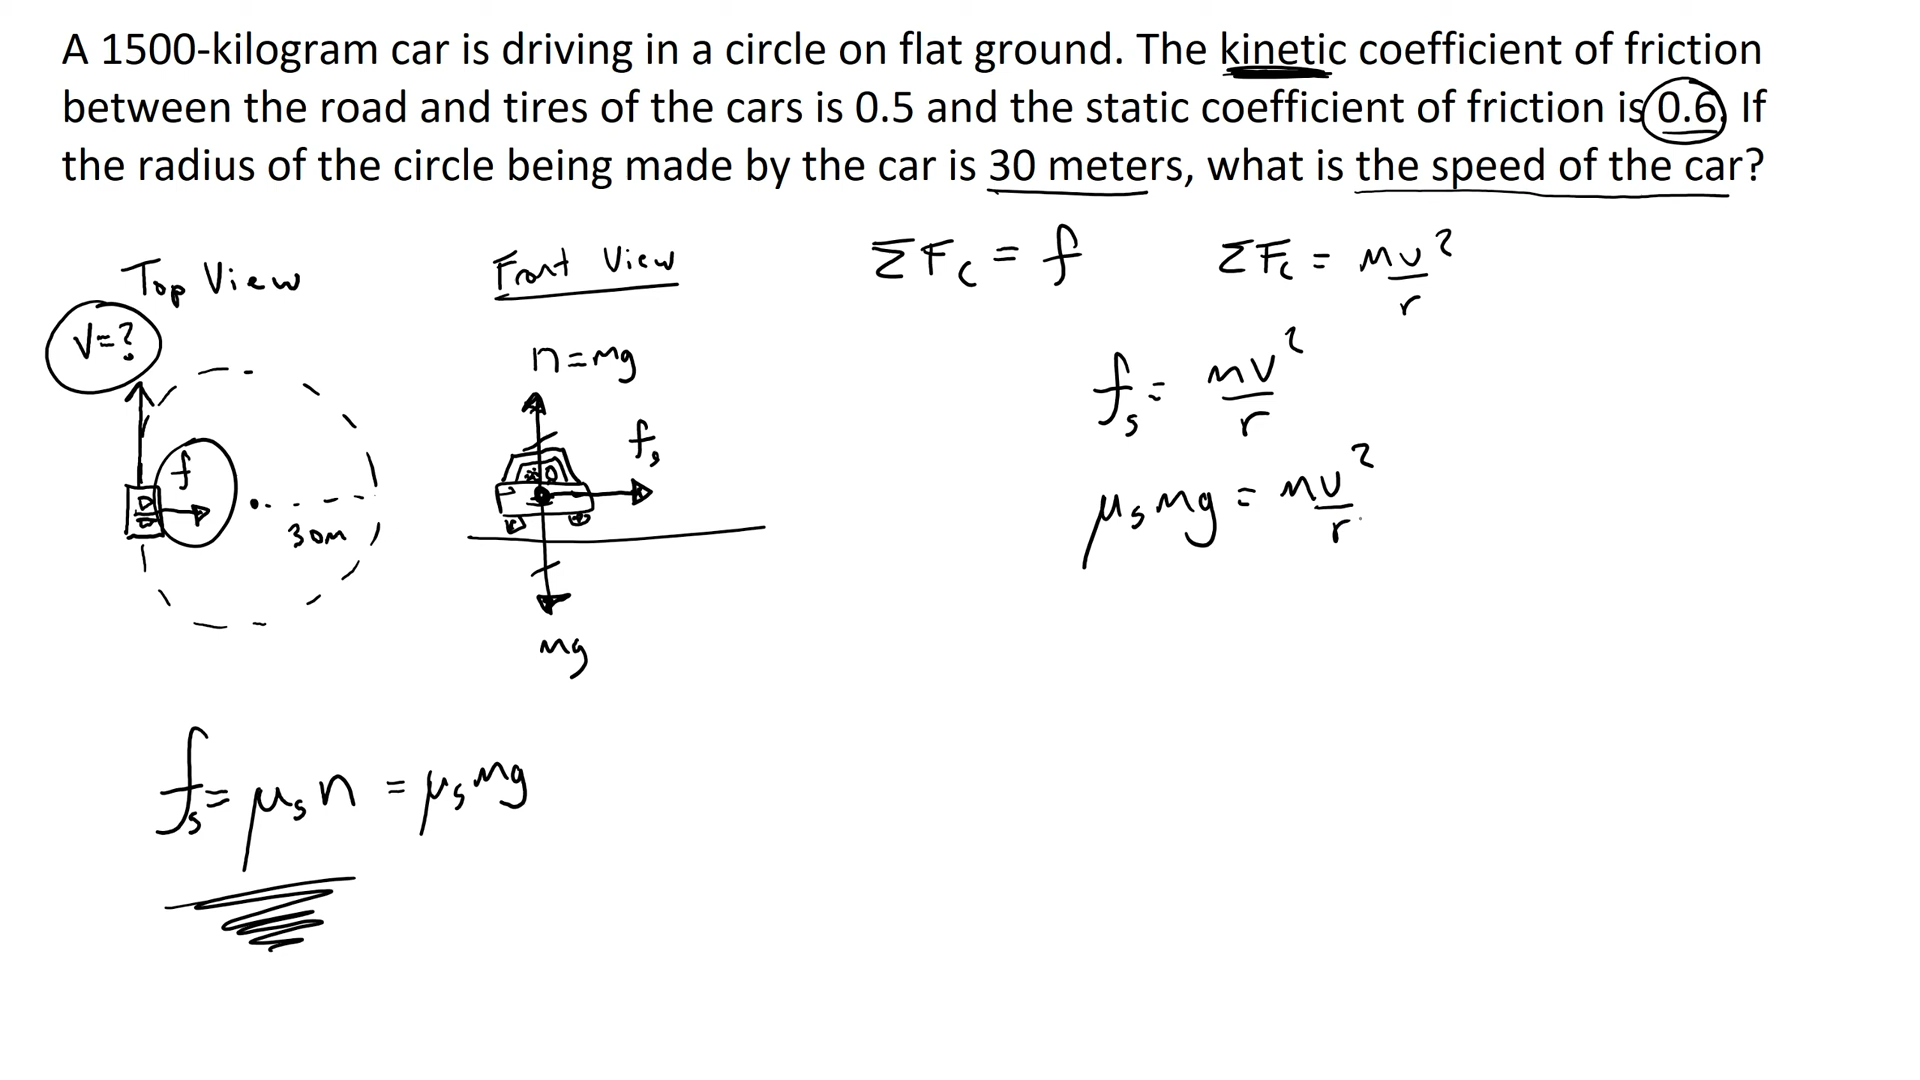 A 1500-kilogram car is driving in a circle on flat ground. The kinetic coefficient of friction
between the road and tires of the cars is 0.5 and the static coefficient of friction is 0.6. If
the radius of the circle being made by the car is 30 meters, what is the speed of the car?
Top View
Front View
ΣF_c = f
ΣF_c = mv²/r
V=?
n=mg
f_s = mv²/r
f
f_s
30m
μ_s mg = mv²/r
mg
f_s = μ_s n = μ_s mg